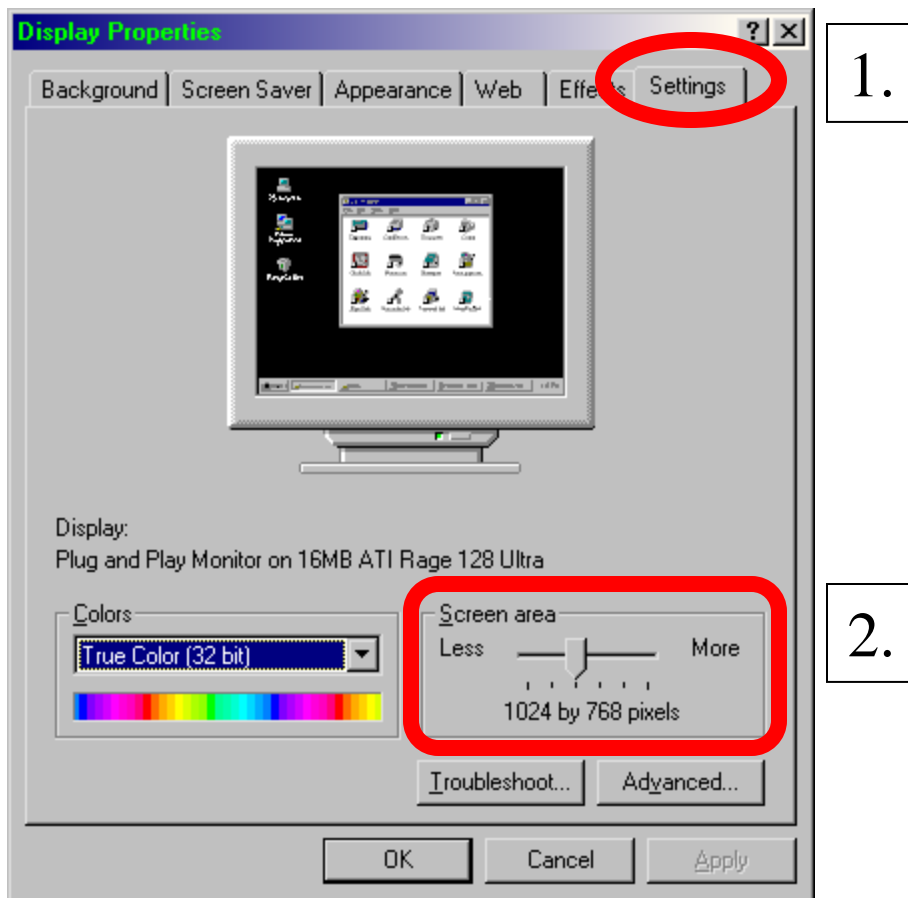 Display Properties
1.
Background Screen Saver Appearance Web Effects Settings
Display:
Plug and Play Monitor on 16MB ATI Rage 128 Ultra
Colors
True Color (32 bit)
Screen area
Less More
1024 by 768 pixels
2.
Troubleshoot... Advanced...
OK Cancel Apply